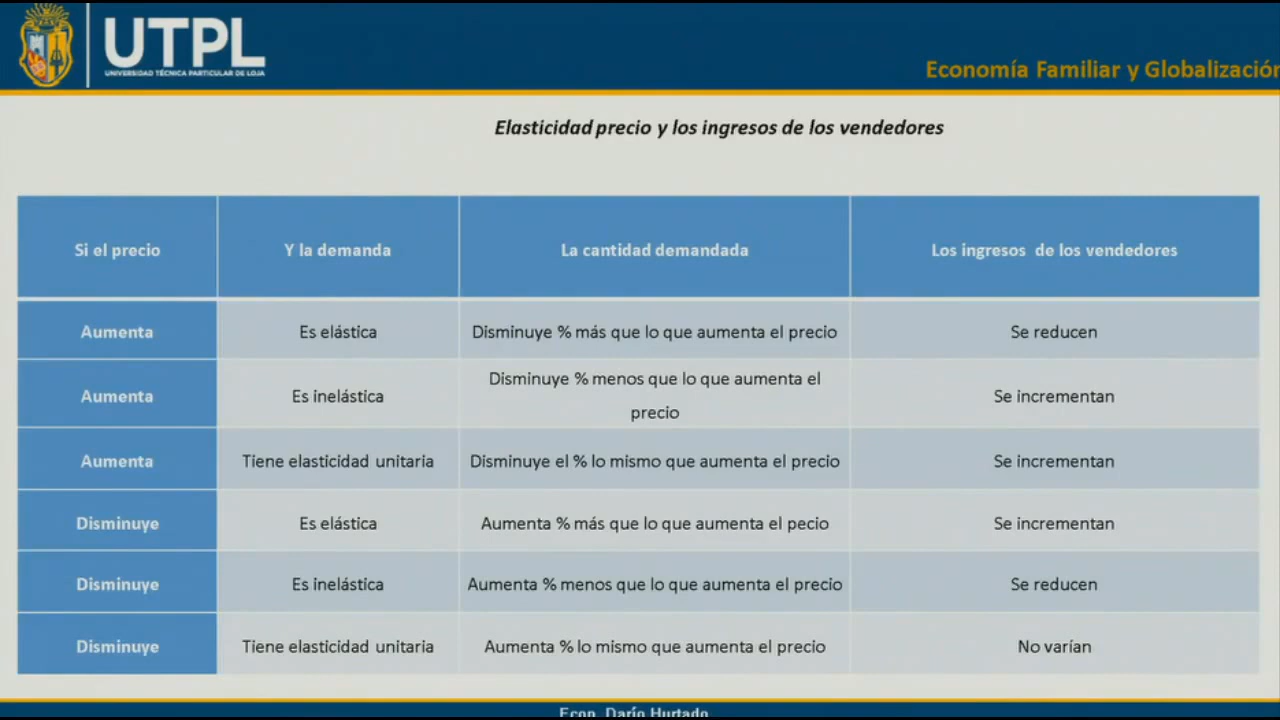 UTPL
UNIVERSIDAD TÉCNICA PARTICULAR DE LOJA
Economía Familiar y Globalización
Elasticidad precio y los ingresos de los vendedores
Si el precio
Y la demanda
La cantidad demandada
Los ingresos de los vendedores
Aumenta
Es elástica
Disminuye % más que lo que aumenta el precio
Se reducen
Aumenta
Es inelástica
Disminuye % menos que lo que aumenta el
precio
Se incrementan
Aumenta
Tiene elasticidad unitaria
Disminuye el % lo mismo que aumenta el precio
Se incrementan
Disminuye
Es elástica
Aumenta % más que lo que aumenta el pecio
Se incrementan
Disminuye
Es inelástica
Aumenta % menos que lo que aumenta el precio
Se reducen
Disminuye
Tiene elasticidad unitaria
Aumenta % lo mismo que aumenta el precio
No varían
Econ. Darío Hurtado